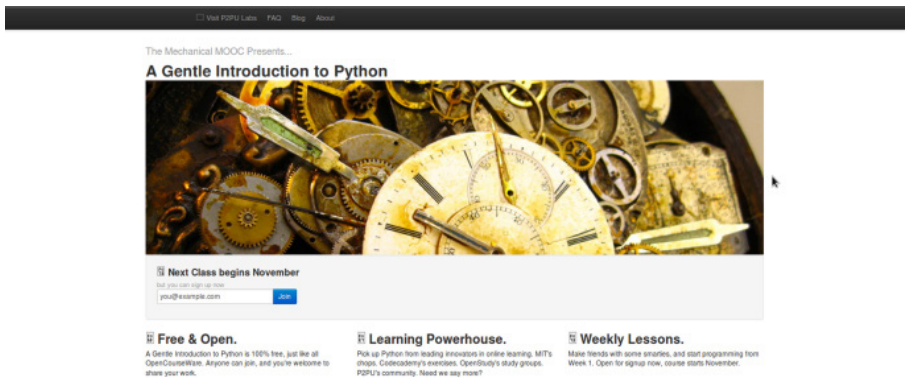 Visit P2PU Labs FAQ Blog About
The Mechanical MOOC Presents...
A Gentle Introduction to Python
Next Class begins November
but you can sign up now
you@example.com Join
Free & Open.
A Gentle Introduction to Python is 100% free, just like all
OpenCourseWare. Anyone can join, and you're welcome to
share your work.
Learning Powerhouse.
Pick up Python from leading innovators in online learning. MIT's
chops. Codecademy's exercises. OpenStudy's study groups.
P2PU's community. Need we say more?
Weekly Lessons.
Make friends with some smarties, and start programming from
Week 1. Open for signup now, course starts November.